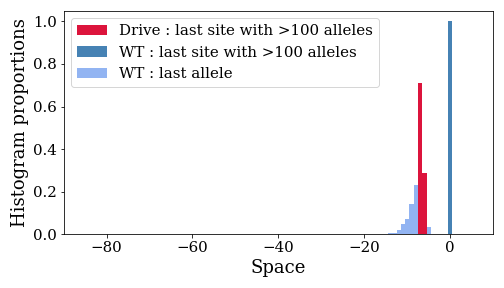 Drive : last site with >100 alleles
WT : last site with >100 alleles
WT : last allele
Histogram proportions
1.0
0.8
0.6
0.4
0.2
0.0
−80 −60 −40 −20 0
Space